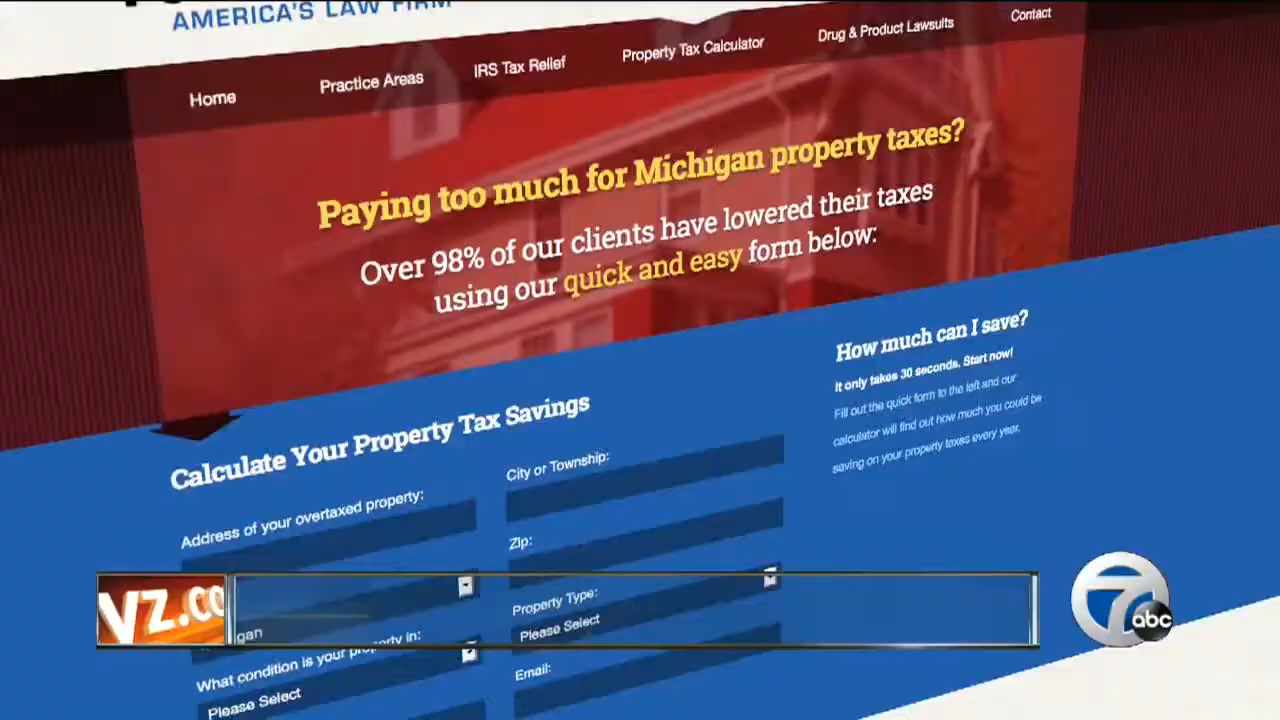 AMERICA'S LAW FIRM
Home Practice Areas IRS Tax Relief Property Tax Calculator Drug & Product Lawsuits Contact
Paying too much for Michigan property taxes?
Over 98% of our clients have lowered their taxes
using our quick and easy form below:
How much can I save?
It only takes 30 seconds. Start now!
Fill out the quick form to the left and our
calculator will find out how much you could be
saving on your property taxes every year.
Calculate Your Property Tax Savings
Address of your overtaxed property:
City or Township:
Zip:
Property Type:
Please Select
What condition is your property in:
Please Select
Email:
VZ.co
7
abc